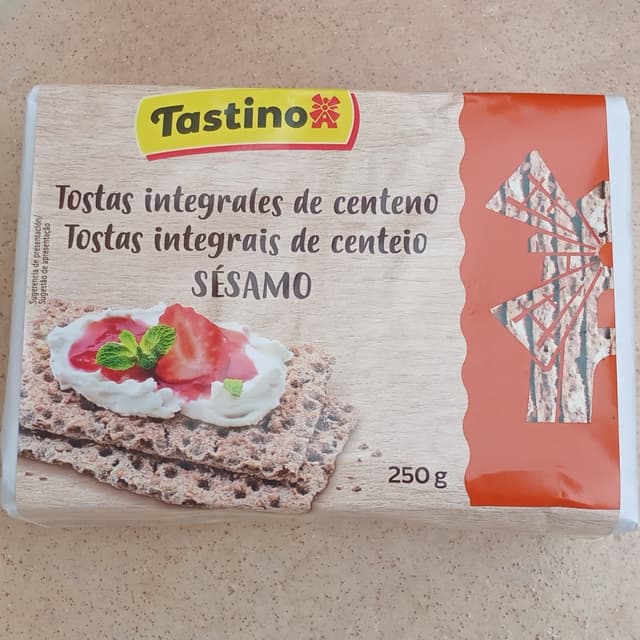 Tastino
Tostas integrales de centeno
Tostas integrais de centeio
SÉSAMO
Sugerencia de presentación/
Sugestão de apresentação
250 g